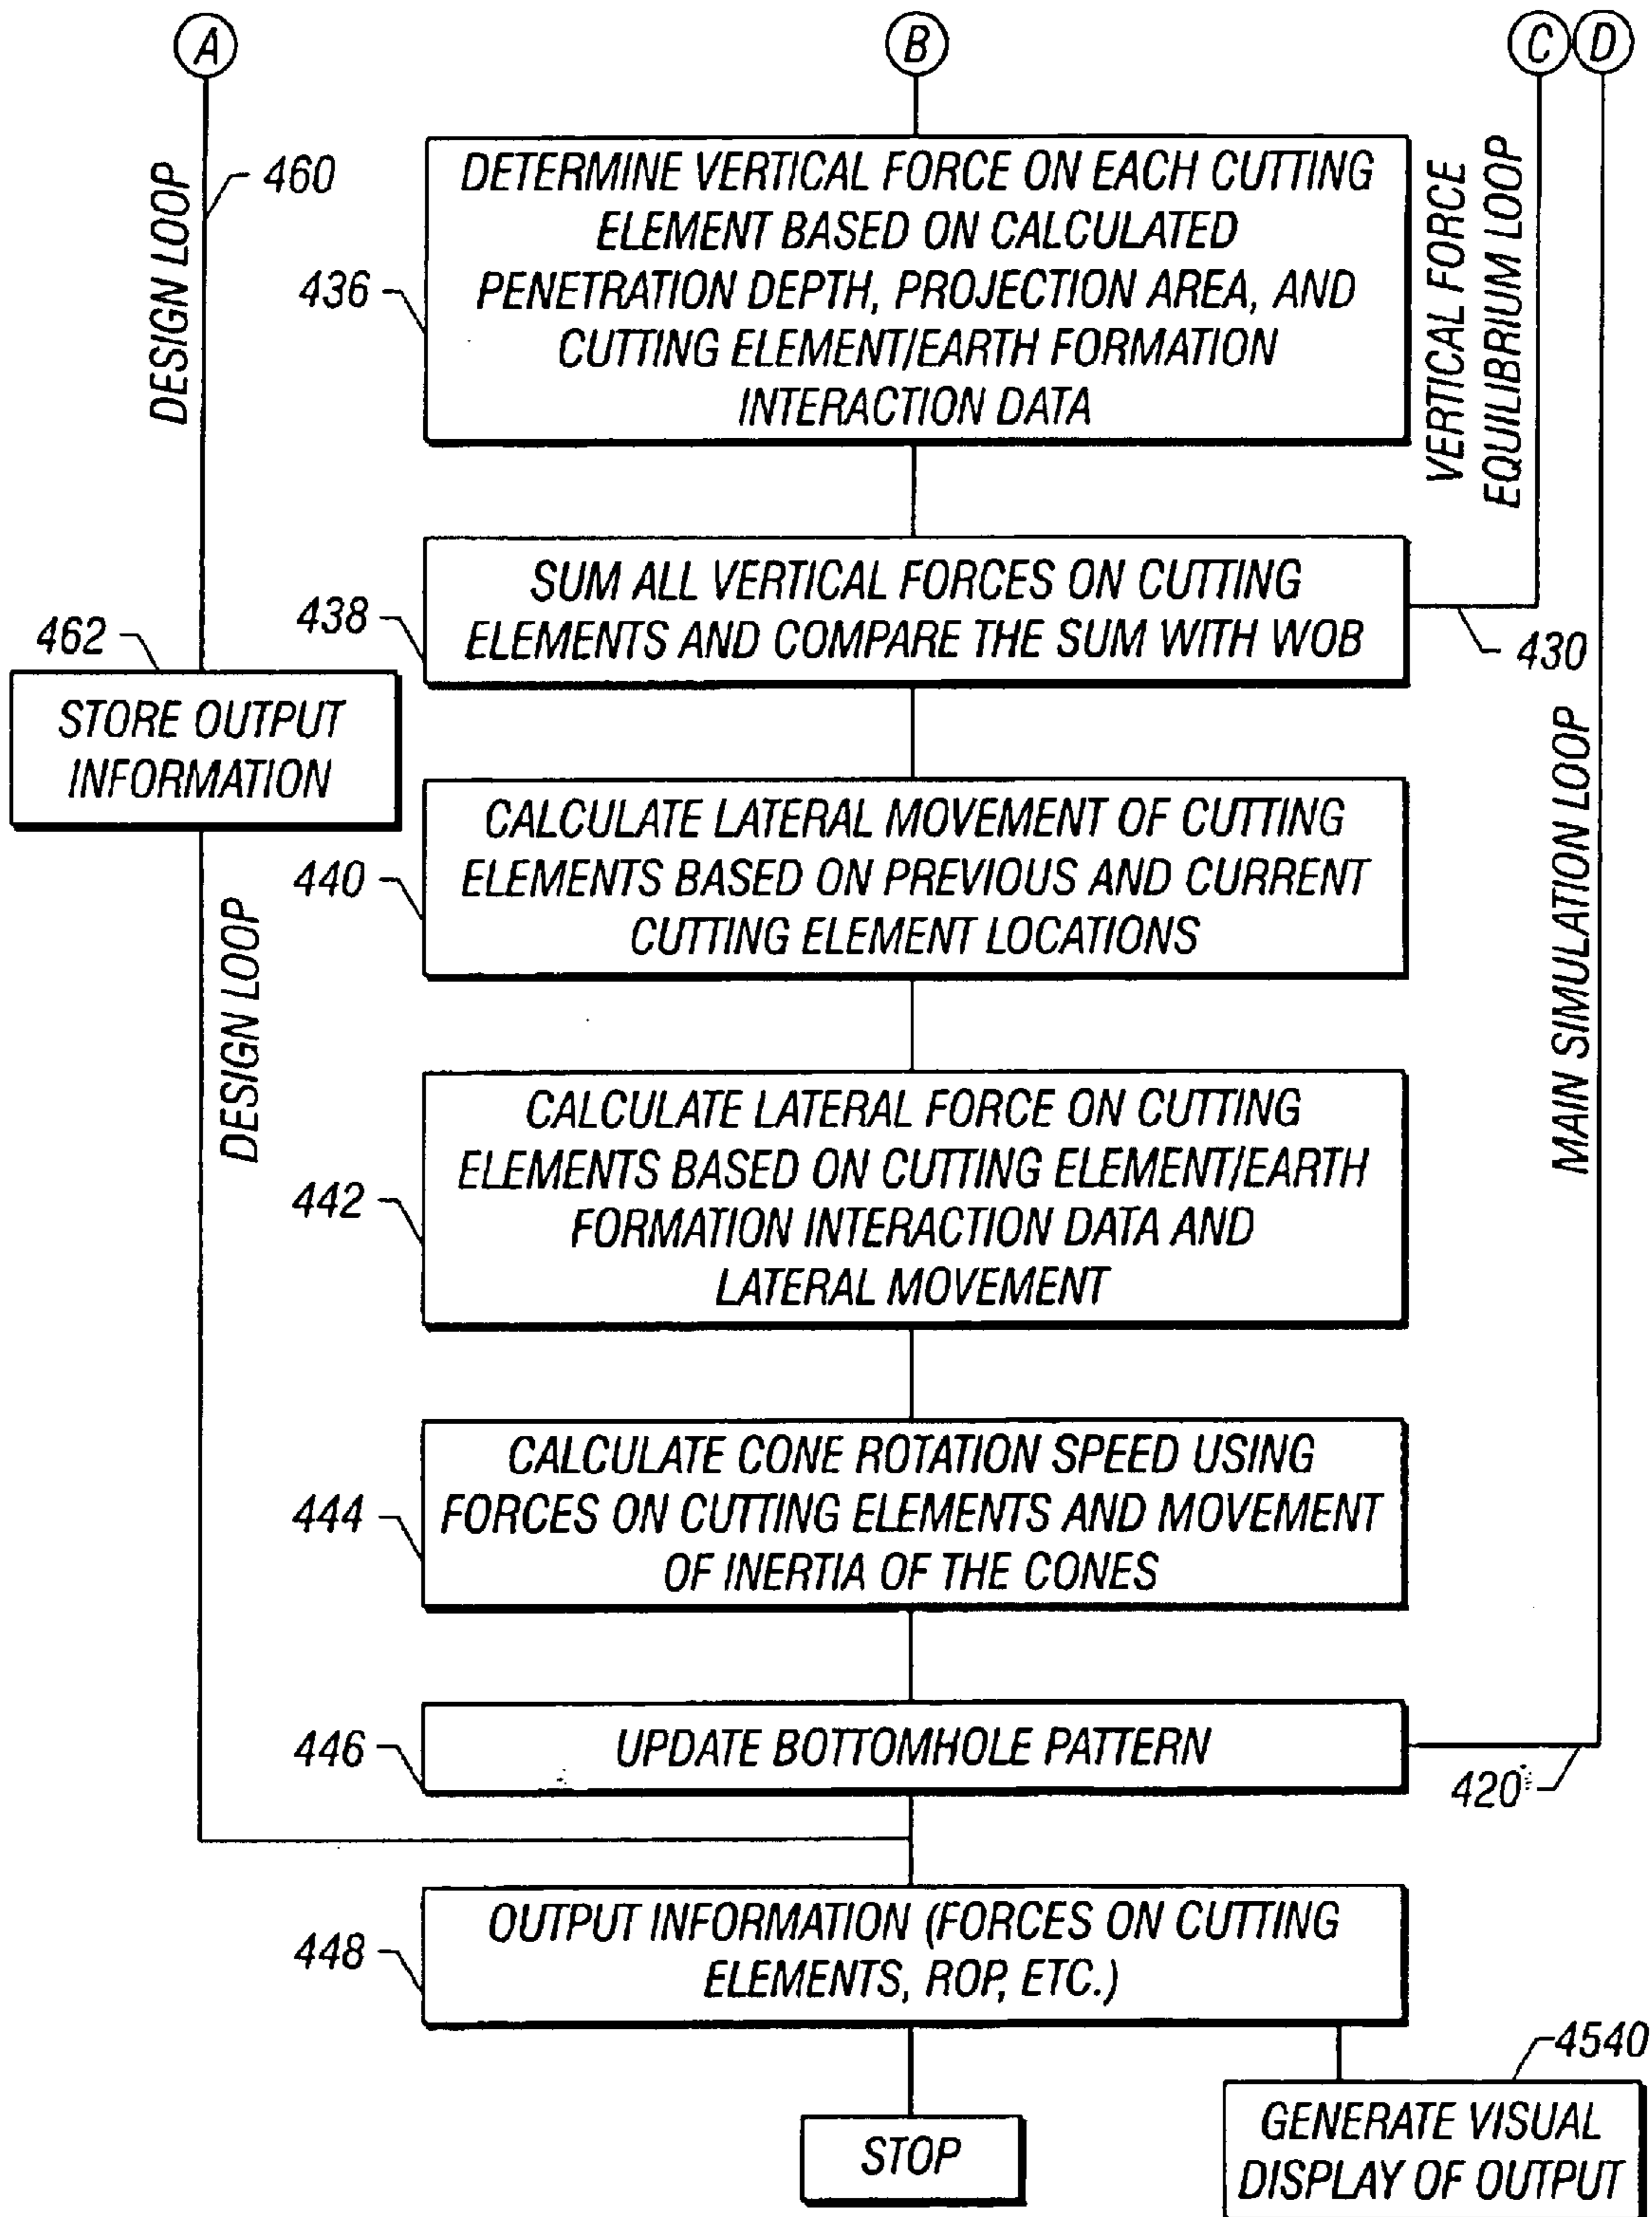 A
B
C
D
DESIGN LOOP
460
436
DETERMINE VERTICAL FORCE ON EACH CUTTING
ELEMENT BASED ON CALCULATED
PENETRATION DEPTH, PROJECTION AREA, AND
CUTTING ELEMENT/EARTH FORMATION
INTERACTION DATA
VERTICAL FORCE
EQUILIBRIUM LOOP
438
SUM ALL VERTICAL FORCES ON CUTTING
ELEMENTS AND COMPARE THE SUM WITH WOB
430
462
STORE OUTPUT
INFORMATION
440
CALCULATE LATERAL MOVEMENT OF CUTTING
ELEMENTS BASED ON PREVIOUS AND CURRENT
CUTTING ELEMENT LOCATIONS
MAIN SIMULATION LOOP
DESIGN LOOP
442
CALCULATE LATERAL FORCE ON CUTTING
ELEMENTS BASED ON CUTTING ELEMENT/EARTH
FORMATION INTERACTION DATA AND
LATERAL MOVEMENT
444
CALCULATE CONE ROTATION SPEED USING
FORCES ON CUTTING ELEMENTS AND MOVEMENT
OF INERTIA OF THE CONES
446
UPDATE BOTTOMHOLE PATTERN
420
448
OUTPUT INFORMATION (FORCES ON CUTTING
ELEMENTS, ROP, ETC.)
4540
STOP
GENERATE VISUAL
DISPLAY OF OUTPUT